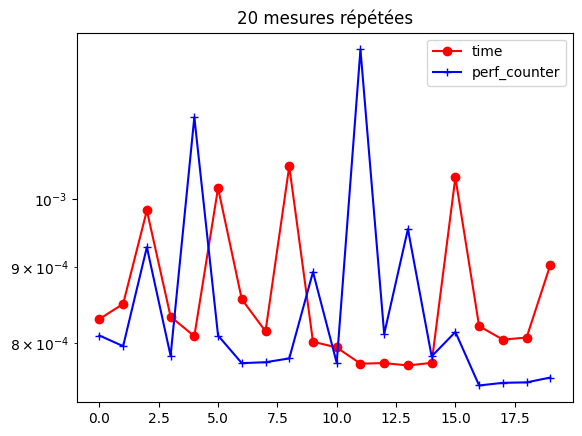 20 mesures répétées
time
perf_counter
10⁻³
9 × 10⁻⁴
8 × 10⁻⁴
0.0 2.5 5.0 7.5 10.0 12.5 15.0 17.5